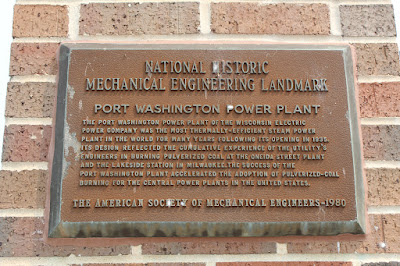 NATIONAL HISTORIC
MECHANICAL ENGINEERING LANDMARK
PORT WASHINGTON POWER PLANT
THE PORT WASHINGTON POWER PLANT OF THE WISCONSIN ELECTRIC
POWER COMPANY WAS THE MOST THERMALLY-EFFICIENT STEAM POWER
PLANT IN THE WORLD FOR MANY YEARS FOLLOWING ITS OPENING IN 1935.
ITS DESIGN REFLECTED THE CUMULATIVE EXPERIENCE OF THE UTILITY'S
ENGINEERS IN BURNING PULVERIZED COAL AT THE ONEIDA STREET PLANT
AND THE LAKESIDE STATION IN MILWAUKEE. THE SUCCESS OF THE
PORT WASHINGTON PLANT ACCELERATED THE ADOPTION OF PULVERIZED-COAL
BURNING FOR THE CENTRAL POWER PLANTS IN THE UNITED STATES.
THE AMERICAN SOCIETY OF MECHANICAL ENGINEERS-1980